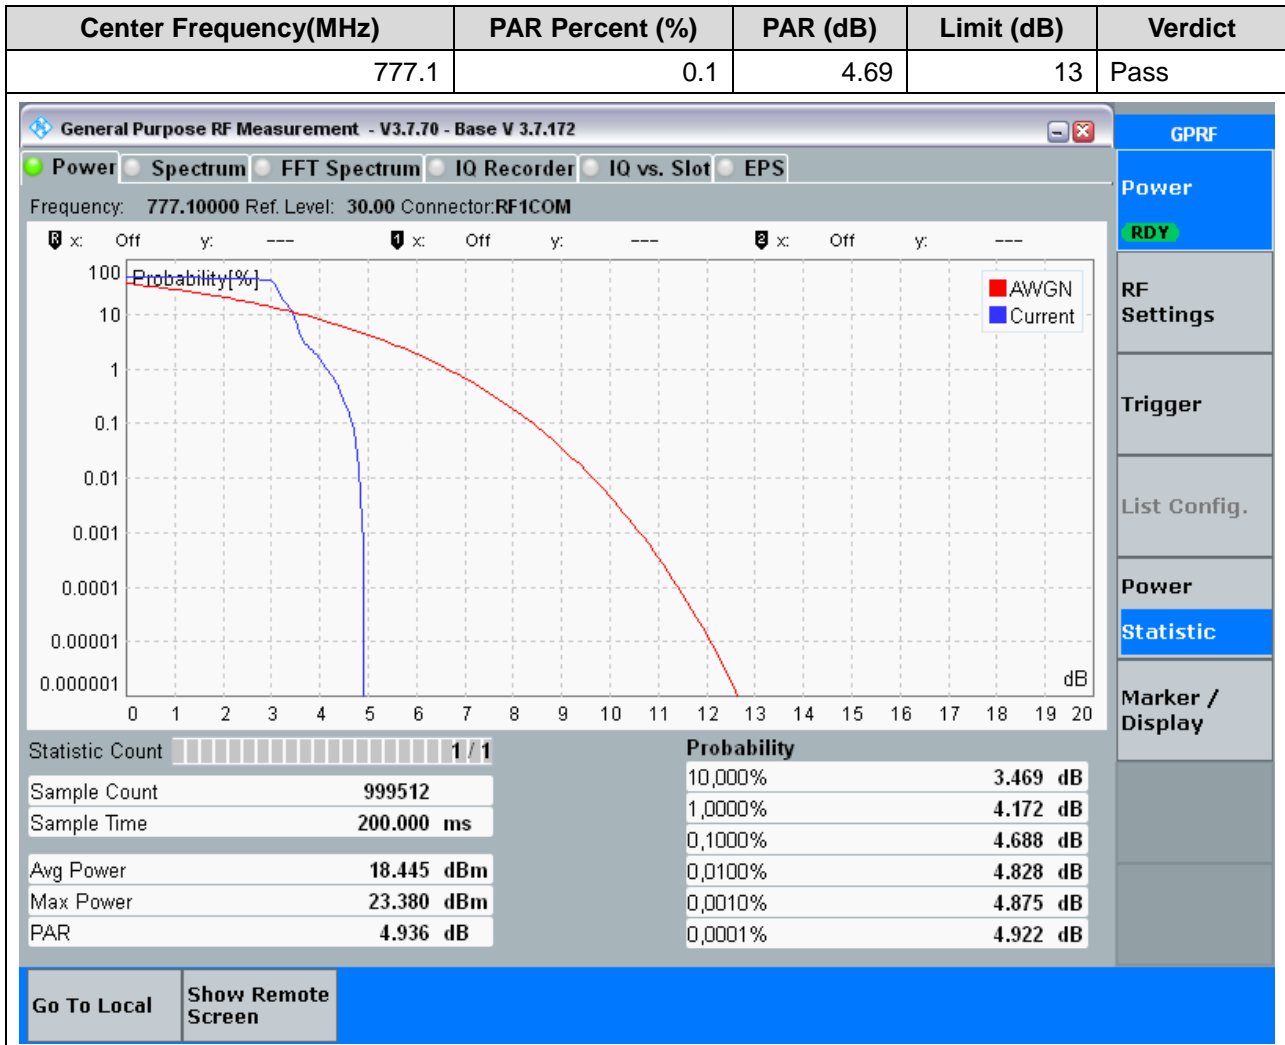 Center Frequency(MHz) PAR Percent (%) PAR (dB) Limit (dB) Verdict
777.1 0.1 4.69 13 Pass
General Purpose RF Measurement - V3.7.70 - Base V 3.7.172
GPRF
Power Spectrum FFT Spectrum IQ Recorder IQ vs. Slot EPS
Frequency: 777.10000 Ref. Level: 30.00 Connector:RF1COM
R x: Off y: --- 1 x: Off y: --- 2 x: Off y: ---
Probability[%]
AWGN
Current
100
10
1
0.1
0.01
0.001
0.0001
0.00001
0.000001
dB
0 1 2 3 4 5 6 7 8 9 10 11 12 13 14 15 16 17 18 19 20
Statistic Count 1 / 1
Sample Count 999512
Sample Time 200.000 ms
Avg Power 18.445 dBm
Max Power 23.380 dBm
PAR 4.936 dB
Probability
10,000% 3.469 dB
1,0000% 4.172 dB
0,1000% 4.688 dB
0,0100% 4.828 dB
0,0010% 4.875 dB
0,0001% 4.922 dB
Power
RDY
RF
Settings
Trigger
List Config.
Power
Statistic
Marker /
Display
Go To Local
Show Remote
Screen